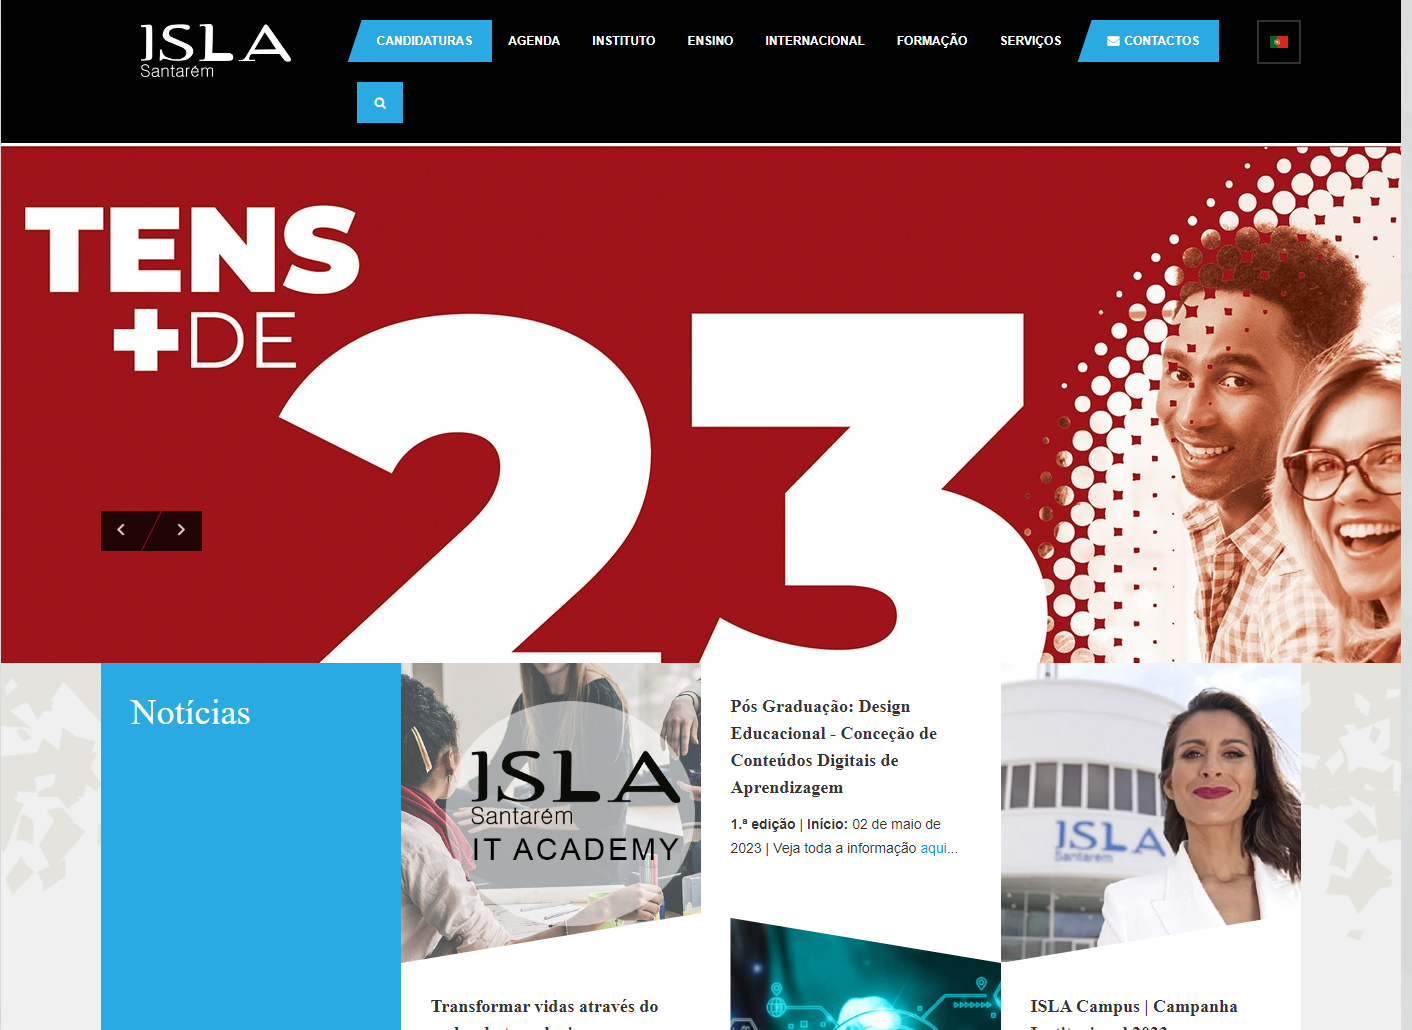 ISLA
Santarém
CANDIDATURAS
AGENDA
INSTITUTO
ENSINO
INTERNACIONAL
FORMAÇÃO
SERVIÇOS
CONTACTOS
TENS
+DE
23
Notícias
ISLA
Santarém
IT ACADEMY
Transformar vidas através do
Pós Graduação: Design
Educacional - Conceção de
Conteúdos Digitais de
Aprendizagem
1.ª edição | Início: 02 de maio de
2023 | Veja toda a informação aqui...
ISLA
Santarém
ISLA Campus | Campanha